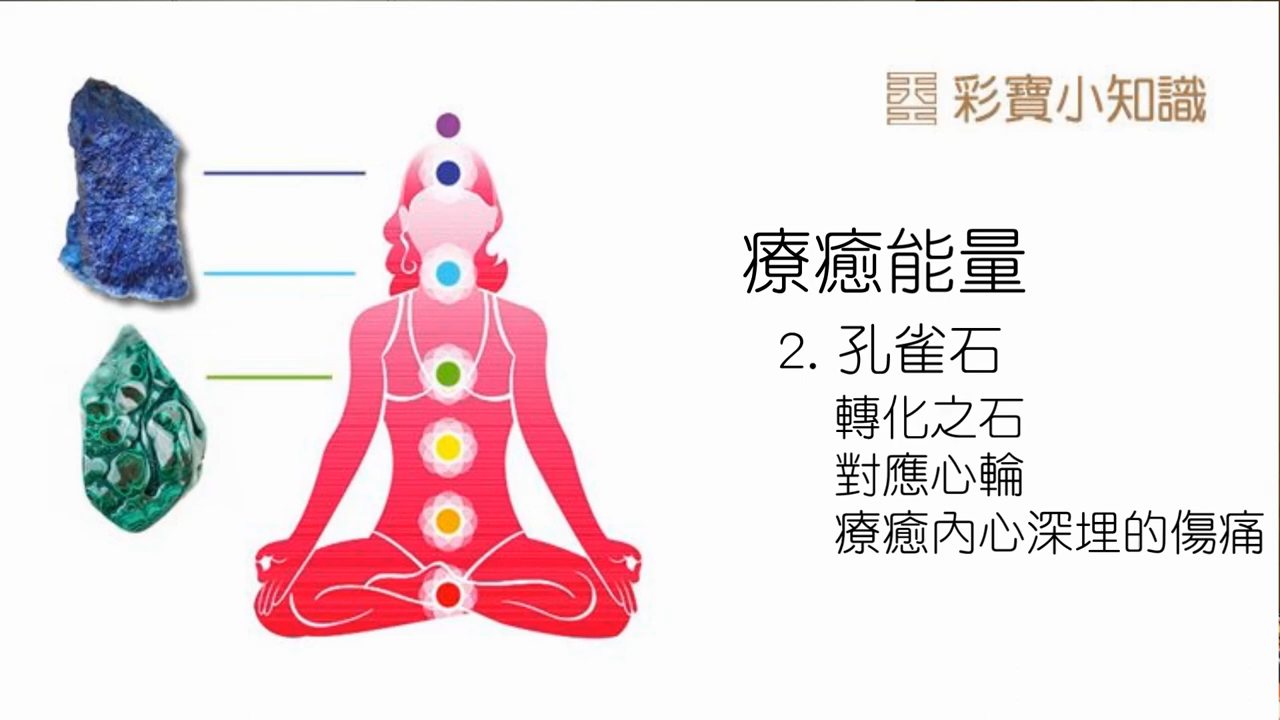 彩寶小知識
療癒能量
2. 孔雀石
轉化之石
對應心輪
療癒內心深埋的傷痛